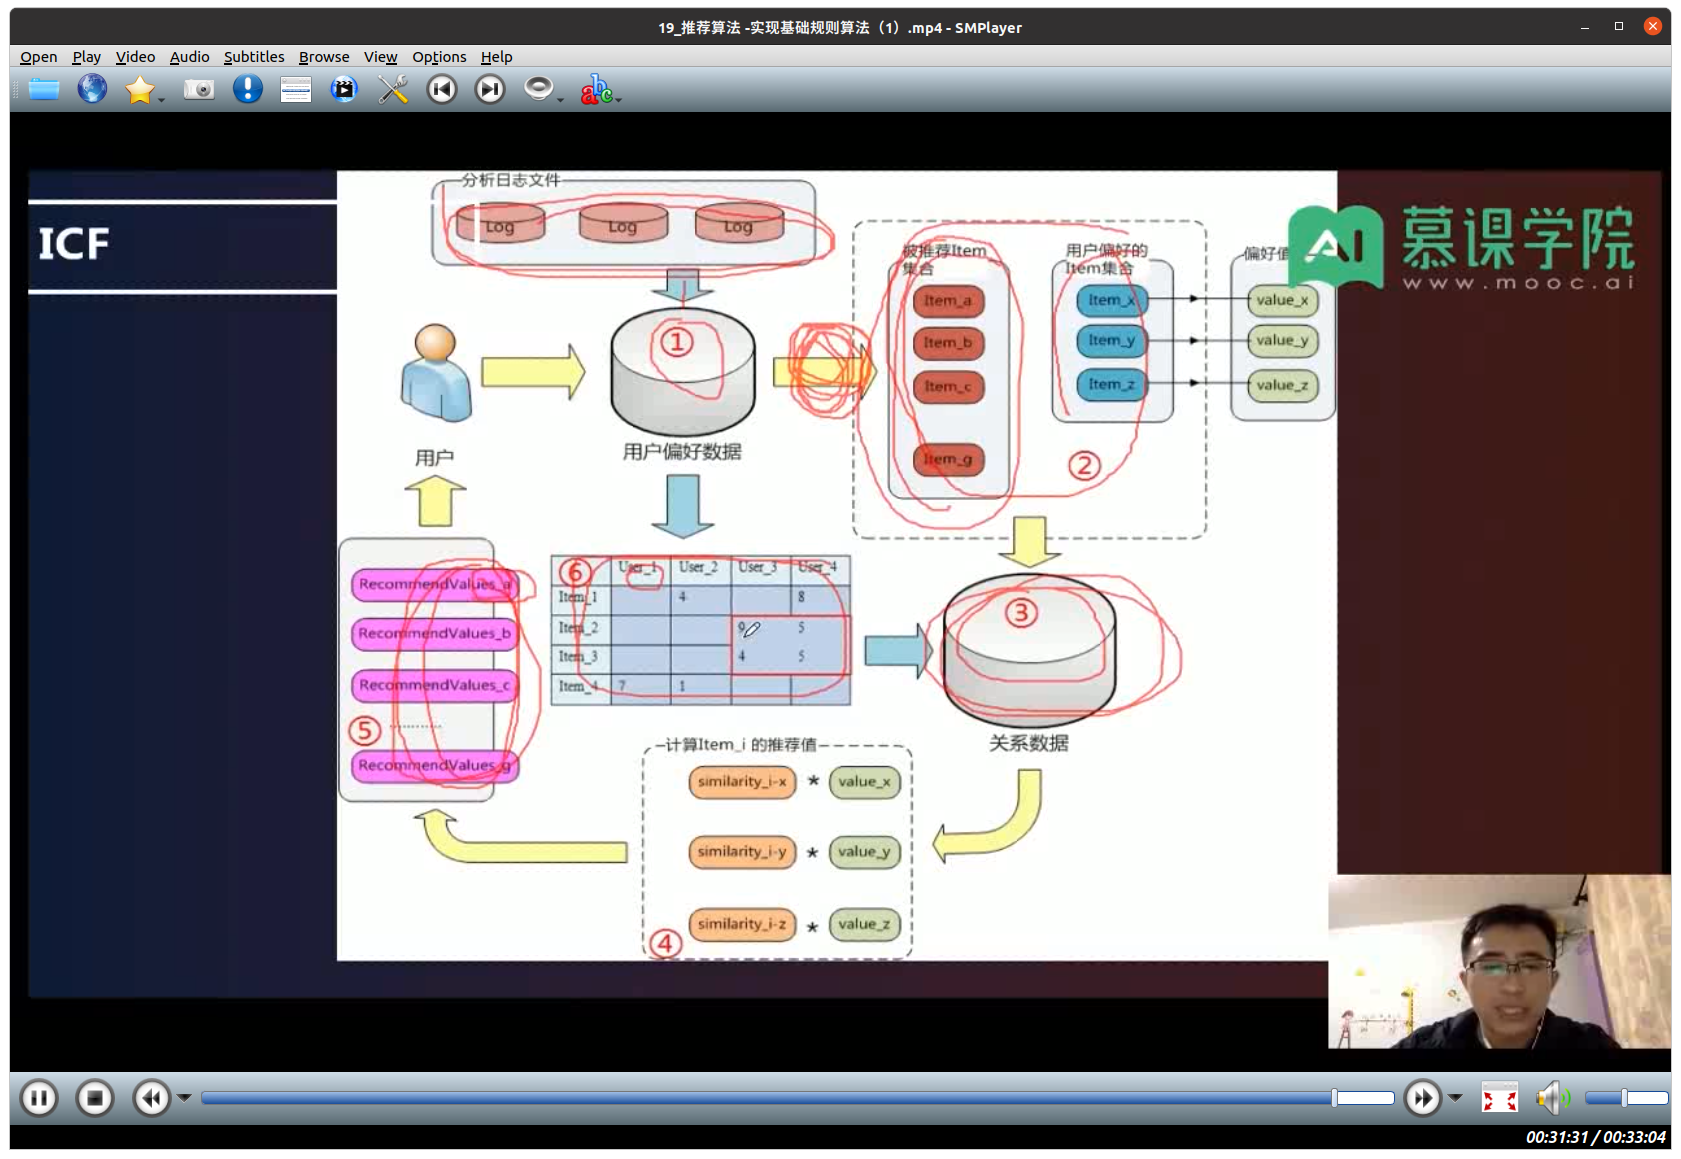 19_推荐算法 -实现基础规则算法（1）.mp4 - SMPlayer
Open Play Video Audio Subtitles Browse View Options Help
ICF
分析日志文件
Log Log Log
被推荐Item
集合
用户偏好的
Item集合
偏好值
AI 慕课学院
www.mooc.ai
Item_a
Item_b
Item_c
Item_g
Item_x
Item_y
Item_z
value_x
value_y
value_z
①
②
用户
用户偏好数据
⑥ User_1 User_2 User_3 User_4
Item_1 4 8
Item_2 9 5
Item_3 4 5
Item_4 7 1
③
关系数据
RecommendValues_a
RecommendValues_b
RecommendValues_c
⑤ ........
RecommendValues_g
计算Item_i 的推荐值
similarity_i-x * value_x
similarity_i-y * value_y
similarity_i-z * value_z
④
00:31:31 / 00:33:04